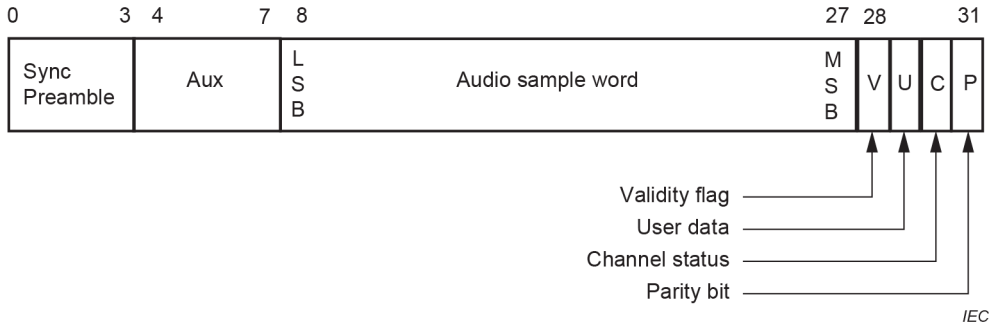 0 3 4 7 8 27 28 31
Sync
Preamble
Aux
L
S
B
Audio sample word
M
S
B
V U C P
Validity flag
User data
Channel status
Parity bit
IEC